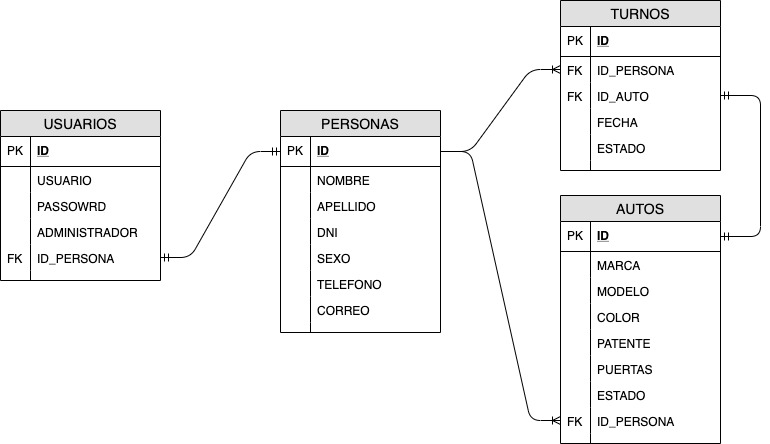 USUARIOS
PK ID
USUARIO
PASSOWRD
ADMINISTRADOR
FK ID_PERSONA
PERSONAS
PK ID
NOMBRE
APELLIDO
DNI
SEXO
TELEFONO
CORREO
TURNOS
PK ID
FK ID_PERSONA
FK ID_AUTO
FECHA
ESTADO
AUTOS
PK ID
MARCA
MODELO
COLOR
PATENTE
PUERTAS
ESTADO
FK ID_PERSONA